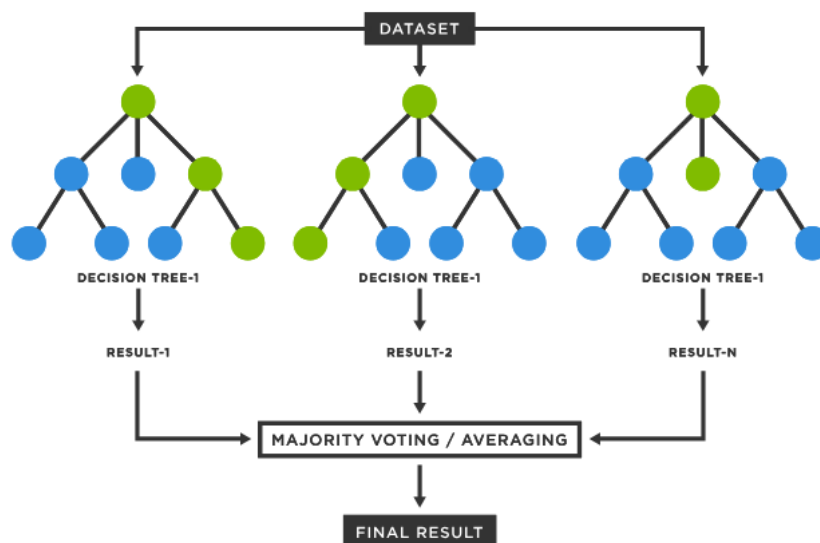 DATASET
DECISION TREE-1
DECISION TREE-1
DECISION TREE-1
RESULT-1
RESULT-2
RESULT-N
MAJORITY VOTING / AVERAGING
FINAL RESULT